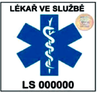 LÉKAŘ VE SLUŽBĚ
LS 000000